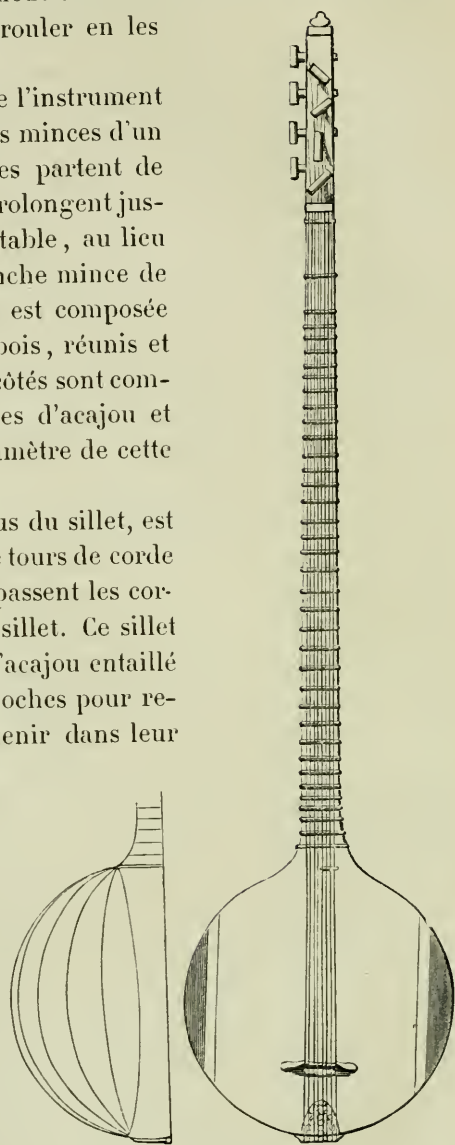 rouler en les
e l'instrument
s minces d'un
es partent de
rolongent jus-
table, au lieu
nche mince de
est composée
bois, réunis et
côtés sont com-
es d'acajou et
mètre de cette
us du sillet, est
e tours de corde
passent les cor-
sillet. Ce sillet
'acajou entaillé
oches pour re-
enir dans leur